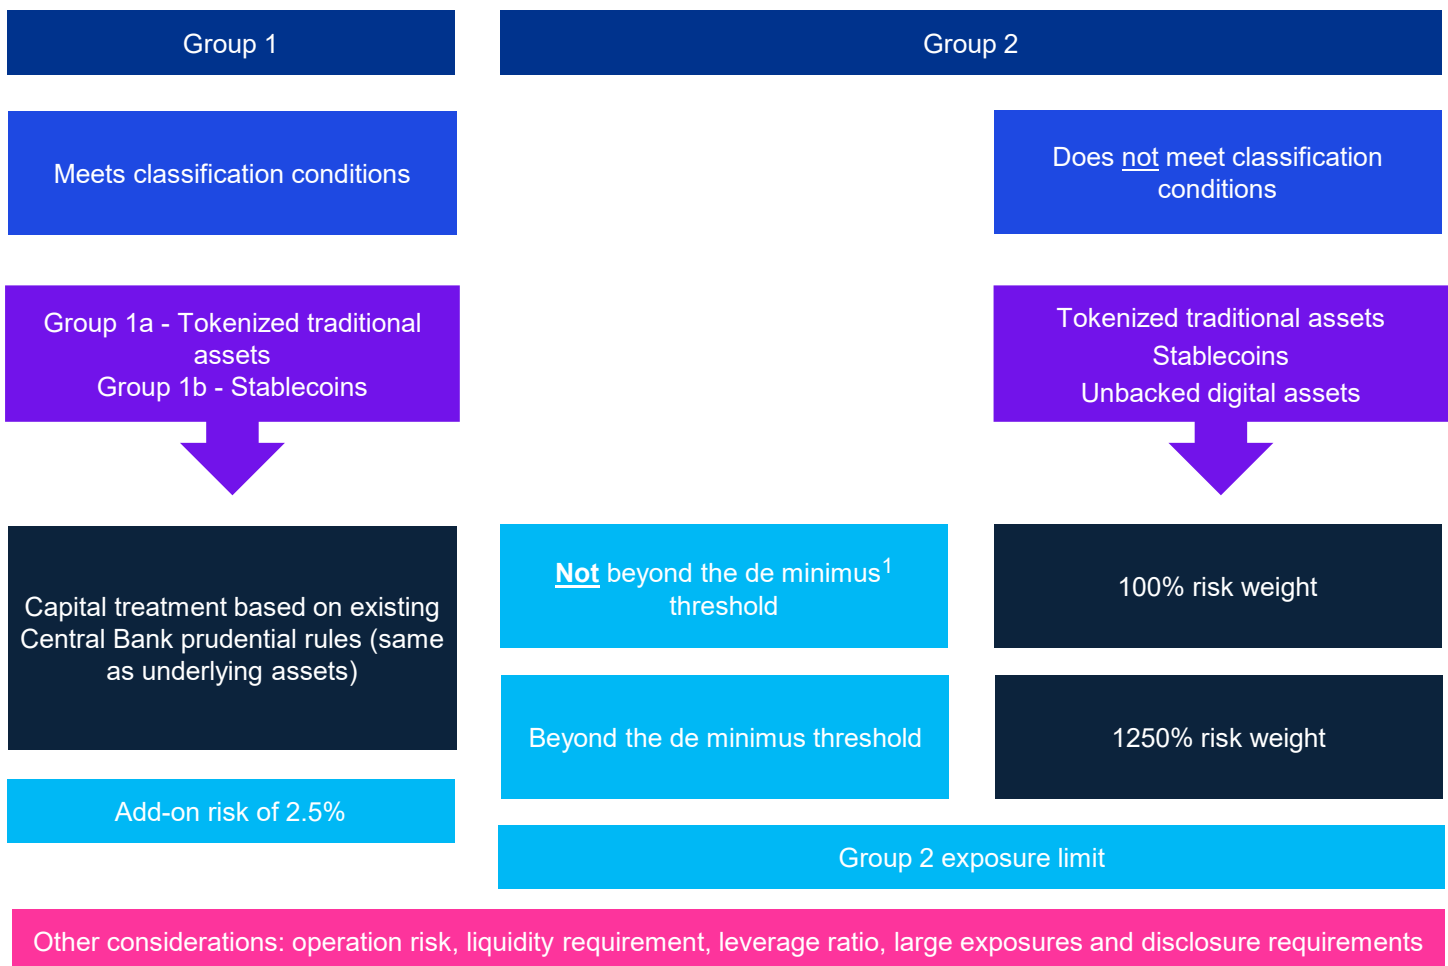 Group 1
Group 2
Meets classification conditions
Does not meet classification
conditions
Group 1a - Tokenized traditional
assets
Group 1b - Stablecoins
Tokenized traditional assets
Stablecoins
Unbacked digital assets
Capital treatment based on existing
Central Bank prudential rules (same
as underlying assets)
Not beyond the de minimus1
threshold
100% risk weight
Beyond the de minimus threshold
1250% risk weight
Add-on risk of 2.5%
Group 2 exposure limit
Other considerations: operation risk, liquidity requirement, leverage ratio, large exposures and disclosure requirements